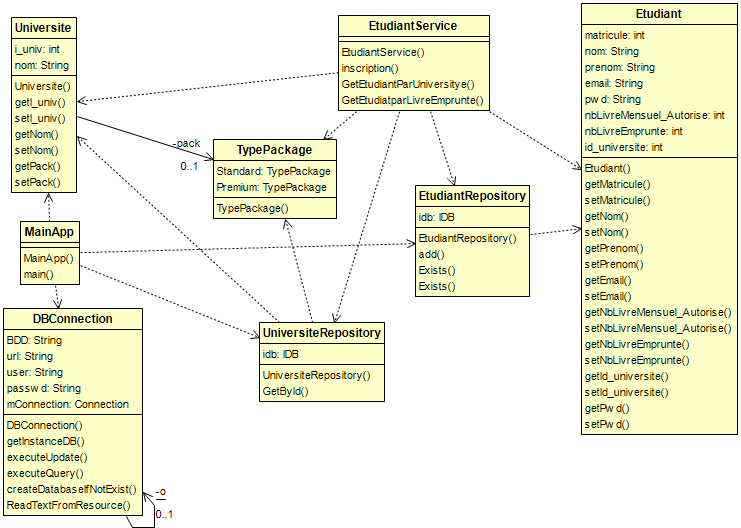 Universite
i_univ: int
nom: String
Universite()
getI_univ()
setI_univ()
getNom()
setNom()
getPack()
setPack()
EtudiantService
EtudiantService()
inscription()
GetEtudiantParUniversitye()
GetEtudiatparLivreEmprunte()
Etudiant
matricule: int
nom: String
prenom: String
email: String
pwd: String
nbLivreMensuel_Autorise: int
nbLivreEmprunte: int
id_universite: int
Etudiant()
getMatricule()
setMatricule()
getNom()
setNom()
getPrenom()
setPrenom()
getEmail()
setEmail()
getNbLivreMensuel_Autorise()
setNbLivreMensuel_Autorise()
getNbLivreEmprunte()
setNbLivreEmprunte()
getId_universite()
setId_universite()
getPwd()
setPwd()
-pack
0..1
TypePackage
Standard: TypePackage
Premium: TypePackage
TypePackage()
EtudiantRepository
idb: IDB
EtudiantRepository()
add()
Exists()
Exists()
MainApp
MainApp()
main()
DBConnection
BDD: String
url: String
user: String
passwd: String
mConnection: Connection
DBConnection()
getInstanceDB()
executeUpdate()
executeQuery()
createDatabaseIfNotExist()
ReadTextFromResource()
-o
0..1
UniversiteRepository
idb: IDB
UniversiteRepository()
GetById()